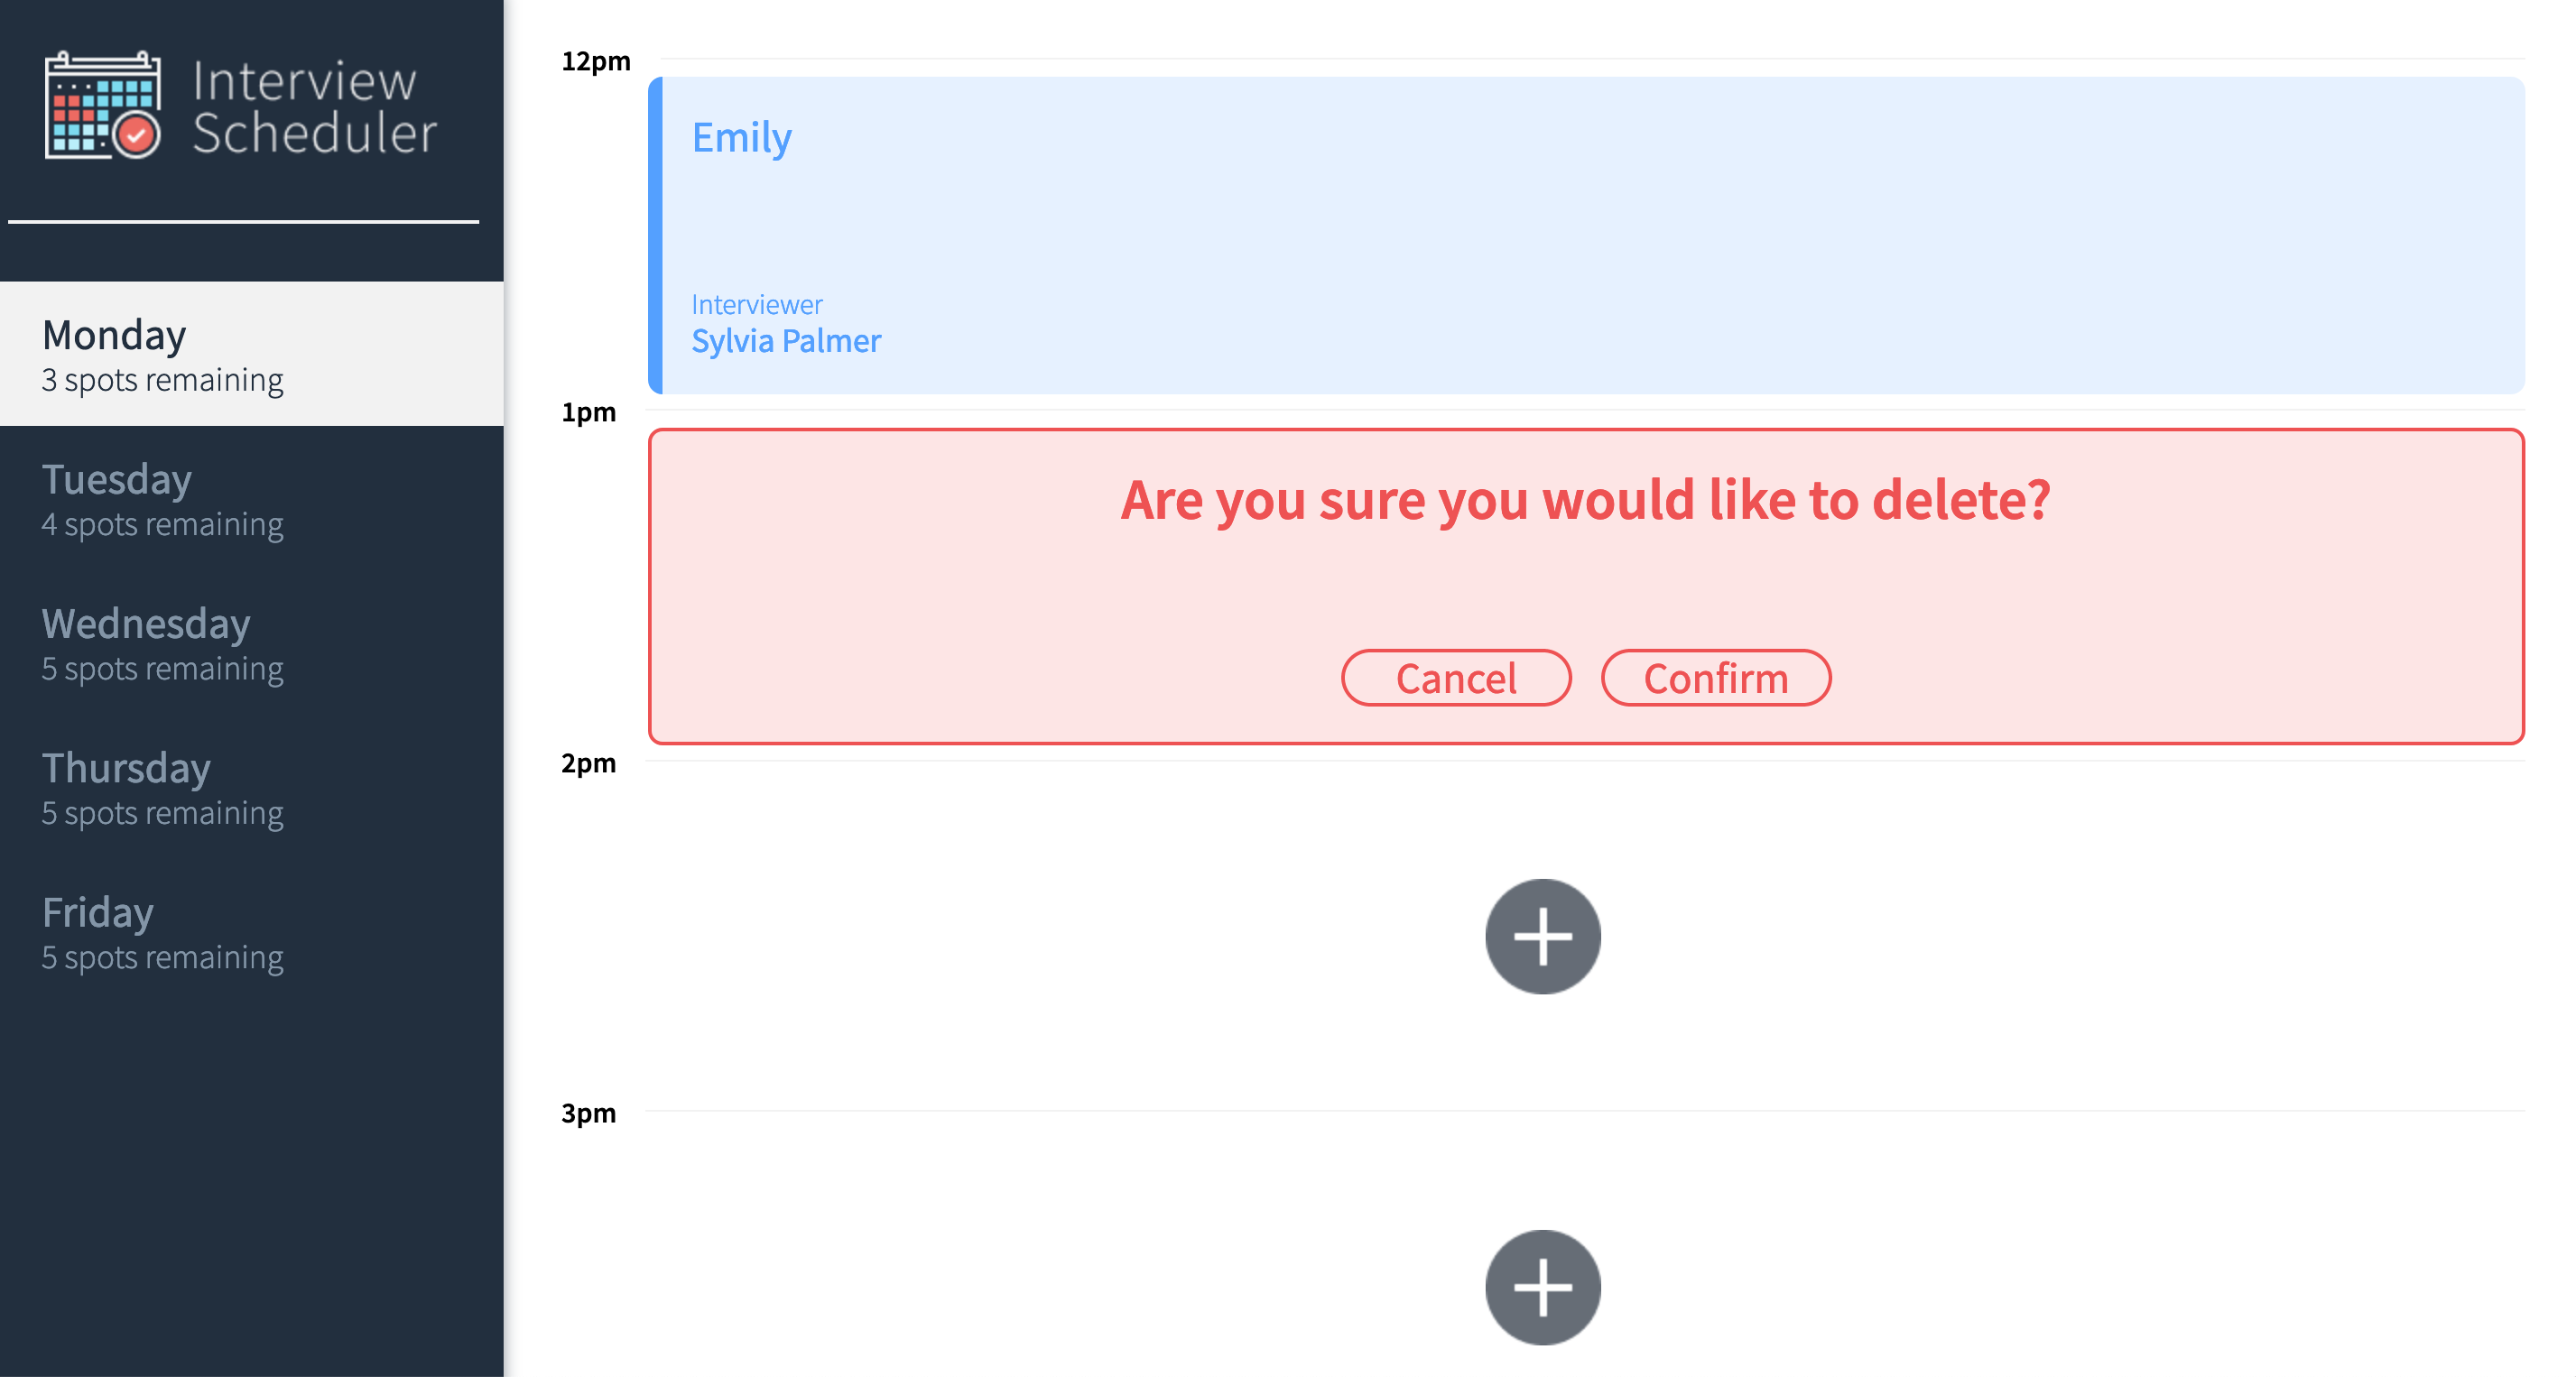 Interview
Scheduler
Monday
3 spots remaining
Tuesday
4 spots remaining
Wednesday
5 spots remaining
Thursday
5 spots remaining
Friday
5 spots remaining
12pm
Emily
Interviewer
Sylvia Palmer
1pm
Are you sure you would like to delete?
Cancel Confirm
2pm
3pm